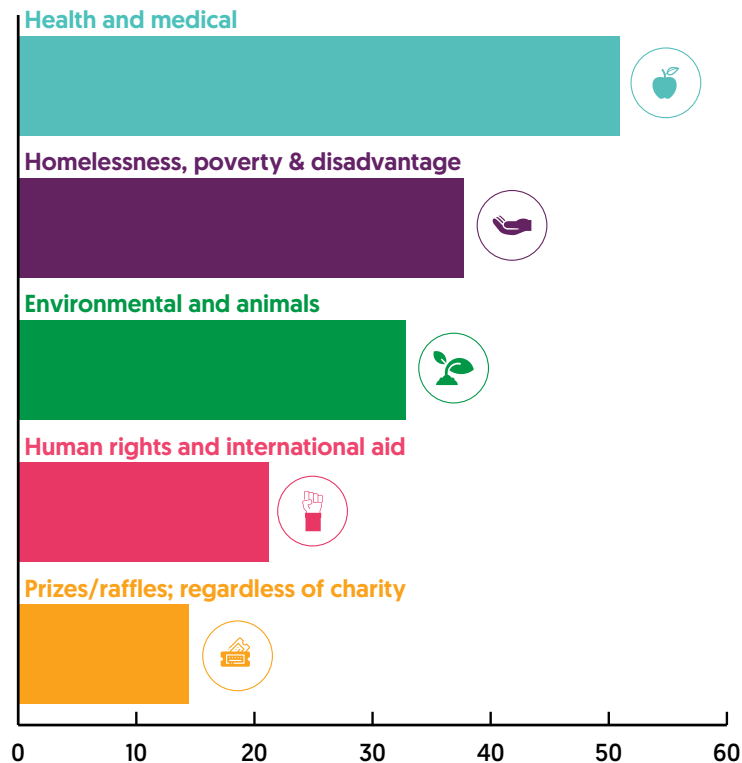 Health and medical
Homelessness, poverty & disadvantage
Environmental and animals
Human rights and international aid
Prizes/raffles; regardless of charity
0 10 20 30 40 50 60